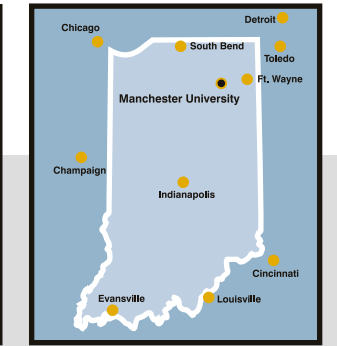 Detroit
Chicago
South Bend
Toledo
Ft. Wayne
Manchester University
Champaign
Indianapolis
Cincinnati
Evansville
Louisville